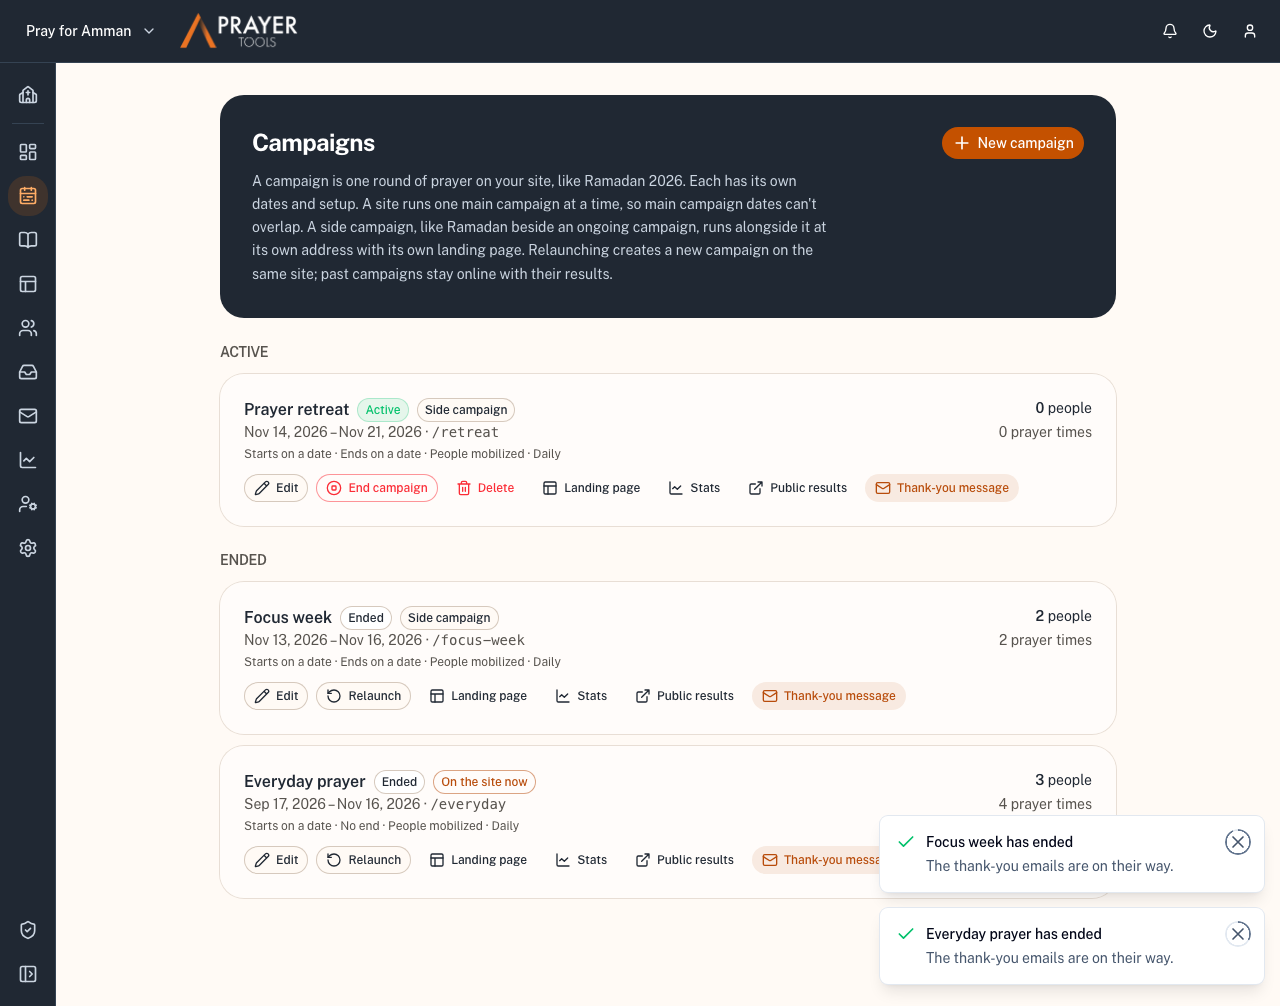 Pray for Amman
PRAYER
TOOLS
Campaigns
New campaign
A campaign is one round of prayer on your site, like Ramadan 2026. Each has its own
dates and setup. A site runs one main campaign at a time, so main campaign dates can't
overlap. A side campaign, like Ramadan beside an ongoing campaign, runs alongside it at
its own address with its own landing page. Relaunching creates a new campaign on the
same site; past campaigns stay online with their results.
ACTIVE
Prayer retreat Active Side campaign
0 people
Nov 14, 2026 – Nov 21, 2026 · /retreat
0 prayer times
Starts on a date · Ends on a date · People mobilized · Daily
Edit End campaign Delete Landing page Stats Public results Thank-you message
ENDED
Focus week Ended Side campaign
2 people
Nov 13, 2026 – Nov 16, 2026 · /focus-week
2 prayer times
Starts on a date · Ends on a date · People mobilized · Daily
Edit Relaunch Landing page Stats Public results Thank-you message
Everyday prayer Ended On the site now
3 people
Sep 17, 2026 – Nov 16, 2026 · /everyday
4 prayer times
Starts on a date · No end · People mobilized · Daily
Edit Relaunch Landing page Stats Public results Thank-you messa
Focus week has ended
The thank-you emails are on their way.
Everyday prayer has ended
The thank-you emails are on their way.